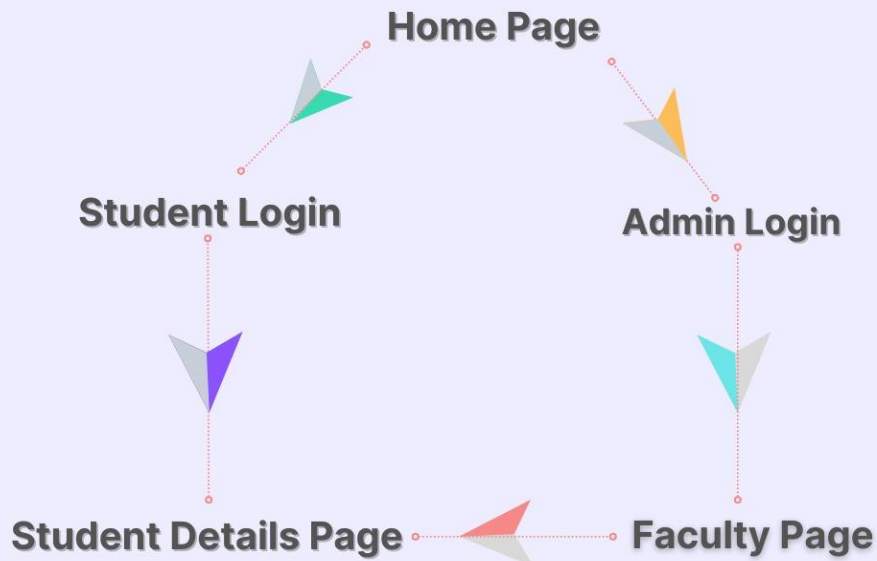 Home Page
Student Login
Admin Login
Student Details Page
Faculty Page